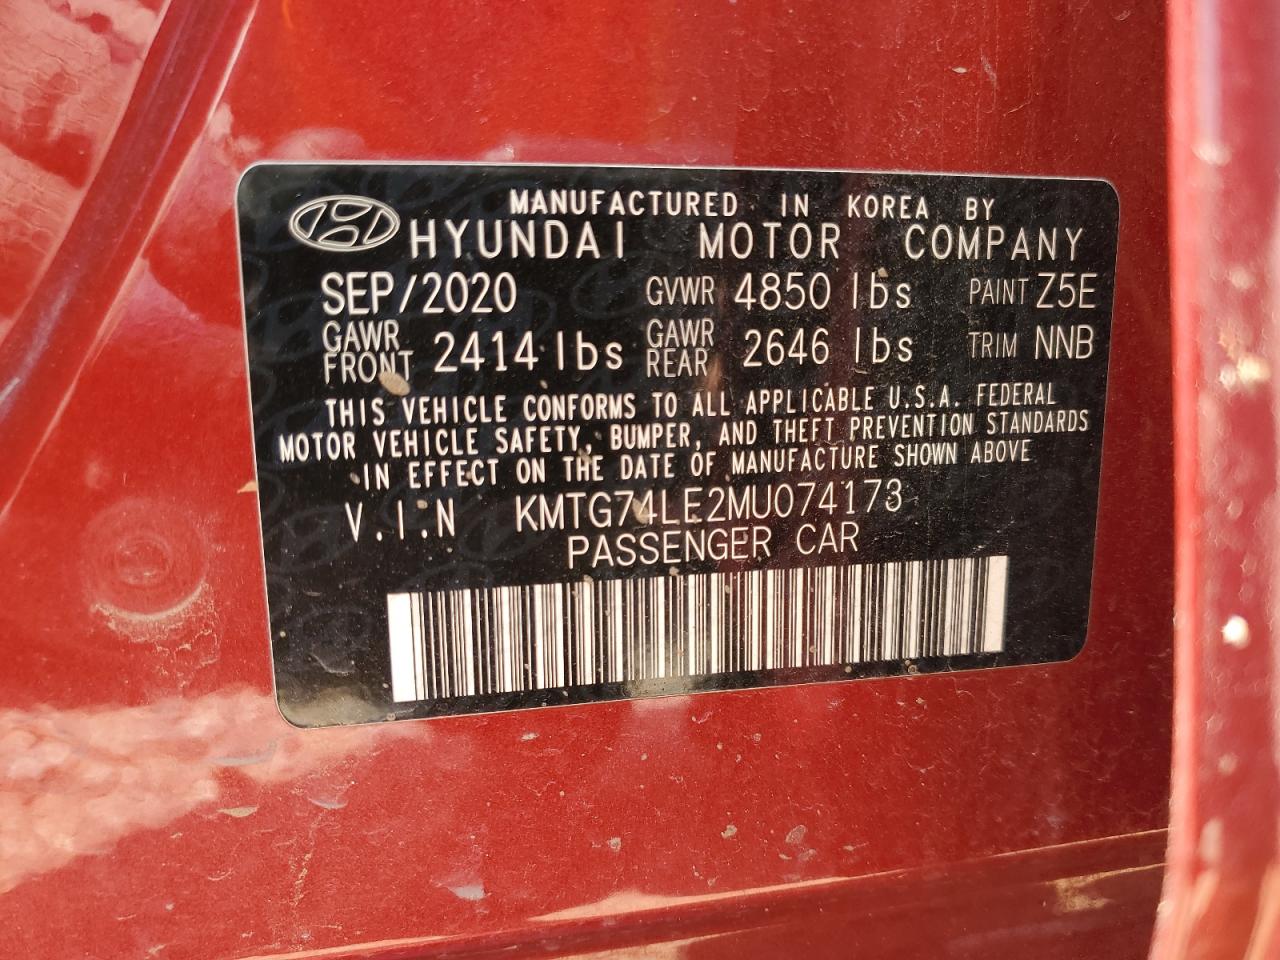 MANUFACTURED IN KOREA BY
HYUNDAI MOTOR COMPANY
SEP/2020 GVWR 4850 lbs PAINT Z5E
GAWR FRONT 2414 lbs GAWR REAR 2646 lbs TRIM NNB
THIS VEHICLE CONFORMS TO ALL APPLICABLE U.S.A. FEDERAL
MOTOR VEHICLE SAFETY, BUMPER, AND THEFT PREVENTION STANDARDS
IN EFFECT ON THE DATE OF MANUFACTURE SHOWN ABOVE
V.I.N KMTG74LE2MU074173
PASSENGER CAR